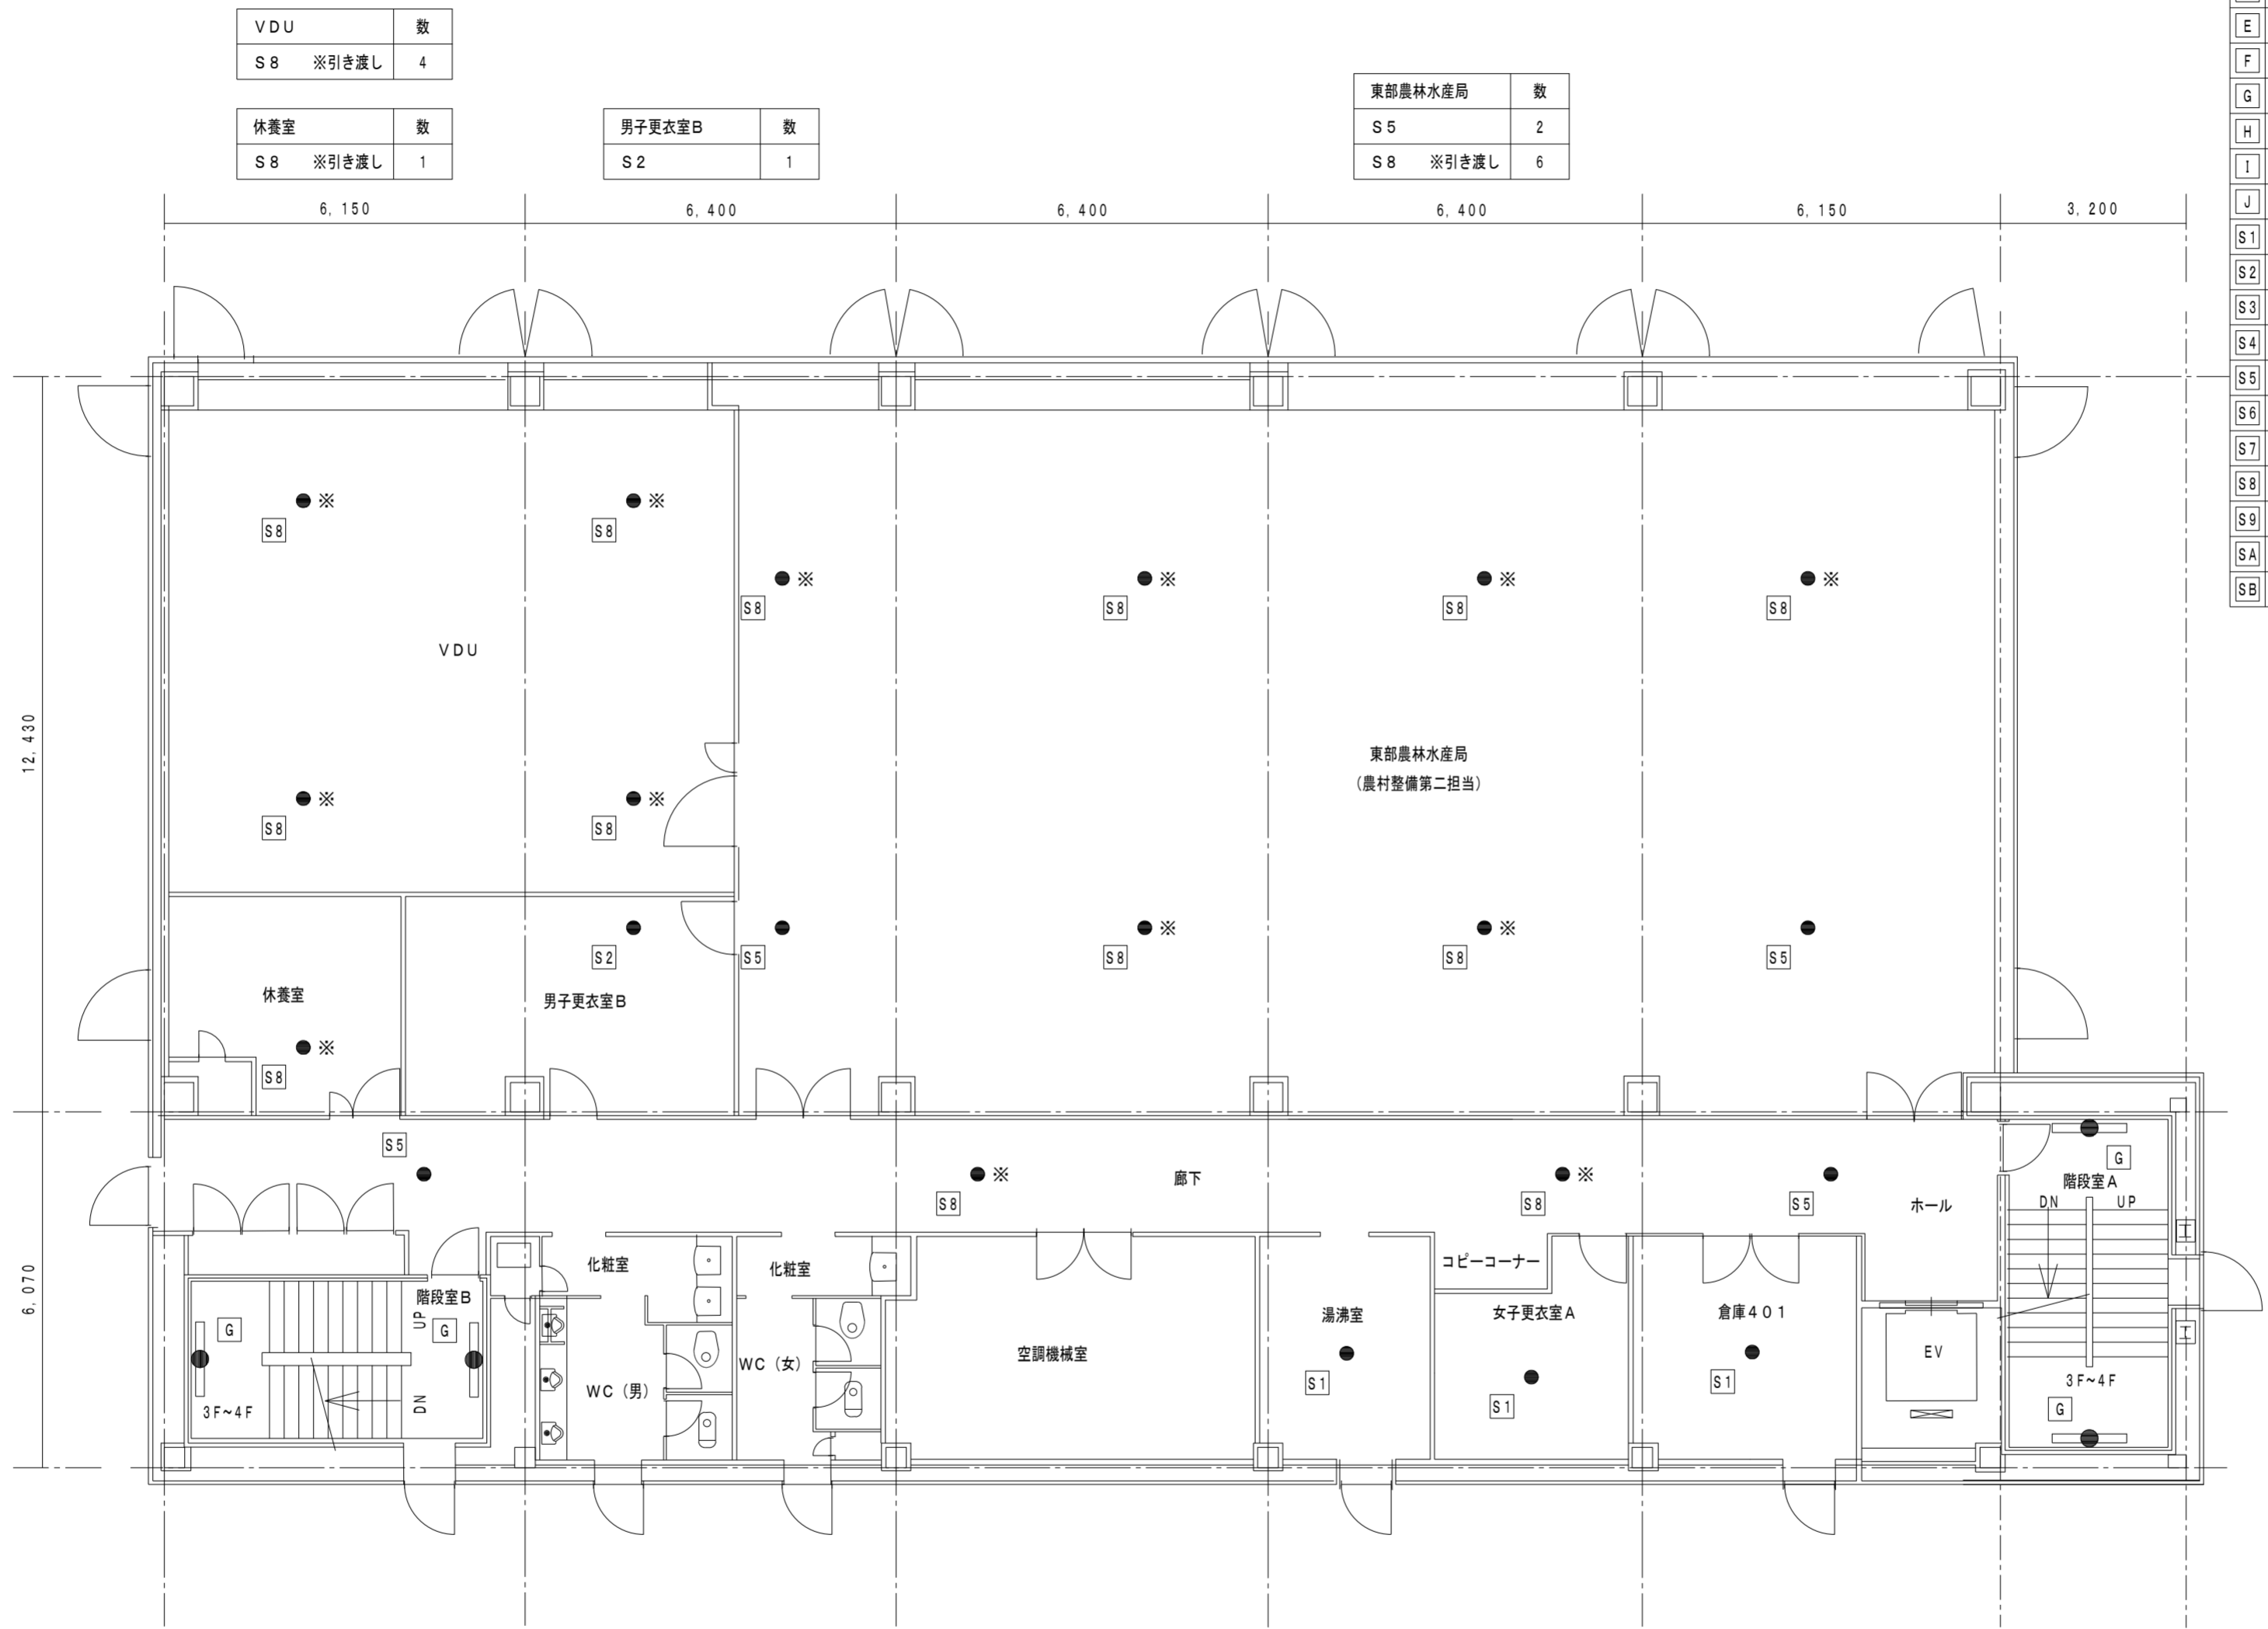 VDU 数
S8 ※引き渡し 4
休養室 数
S8 ※引き渡し 1
男子更衣室B 数
S2 1
東部農林水産局 数
S5 2
S8 ※引き渡し 6
E
F
G
H
I
J
S1
S2
S3
S4
S5
S6
S7
S8
S9
SA
SB
6,150 6,400 6,400 6,400 6,150 3,200
※ ※
S8 S8
※ ※ ※ ※
S8 S8 S8 S8
VDU
12,430
東部農林水産局
(農村整備第二担当)
※ ※
S8 S8
※ ※
S2 S5 S8 S8 S5
休養室
男子更衣室B
※
S8
S5
G
※ 廊下 ※
階段室A
S8 S8 S5 ホール
DN UP
6,070
化粧室 化粧室 コピーコーナー
階段室B
UP
G G
湯沸室 女子更衣室A 倉庫401
WC(女) 空調機械室 EV
WC(男)
S1 S1 S1
DN
3F~4F
3F~4F
G